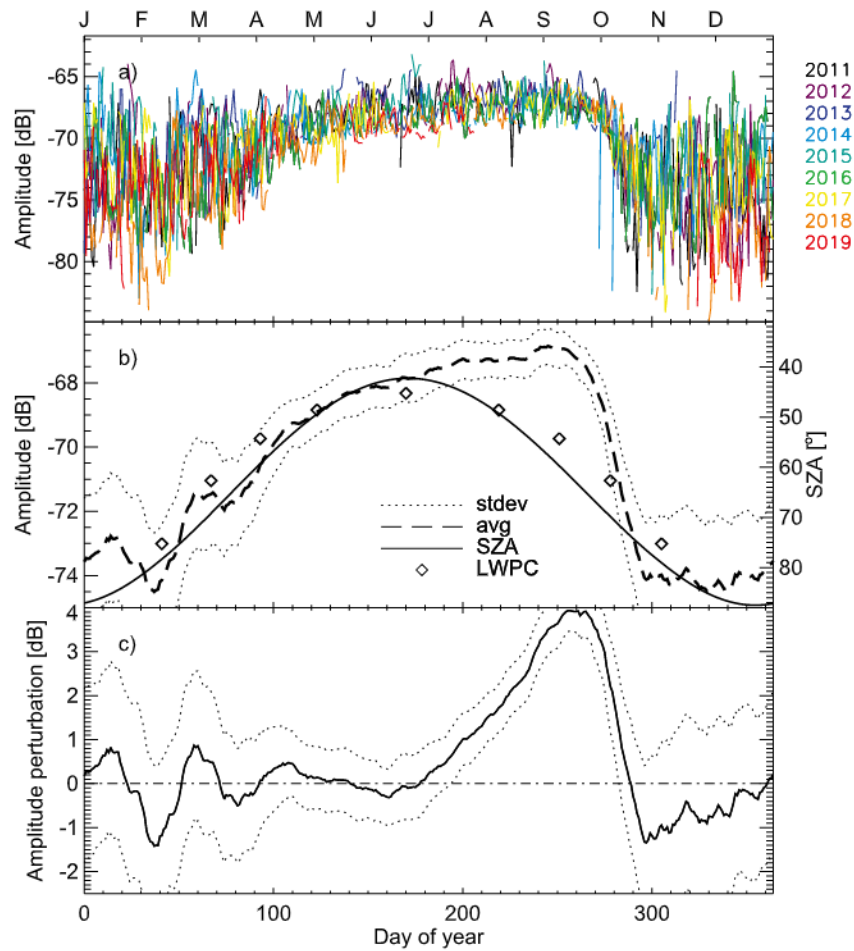 J F M A M J J A S O N D
a)
Amplitude [dB]
-65
-70
-75
-80
2011
2012
2013
2014
2015
2016
2017
2018
2019
b)
Amplitude [dB]
-68
-70
-72
-74
stdev
avg
SZA
LWPC
40
50
60
70
80
SZA [°]
c)
Amplitude perturbation [dB]
4
3
2
1
0
-1
-2
0 100 200 300
Day of year